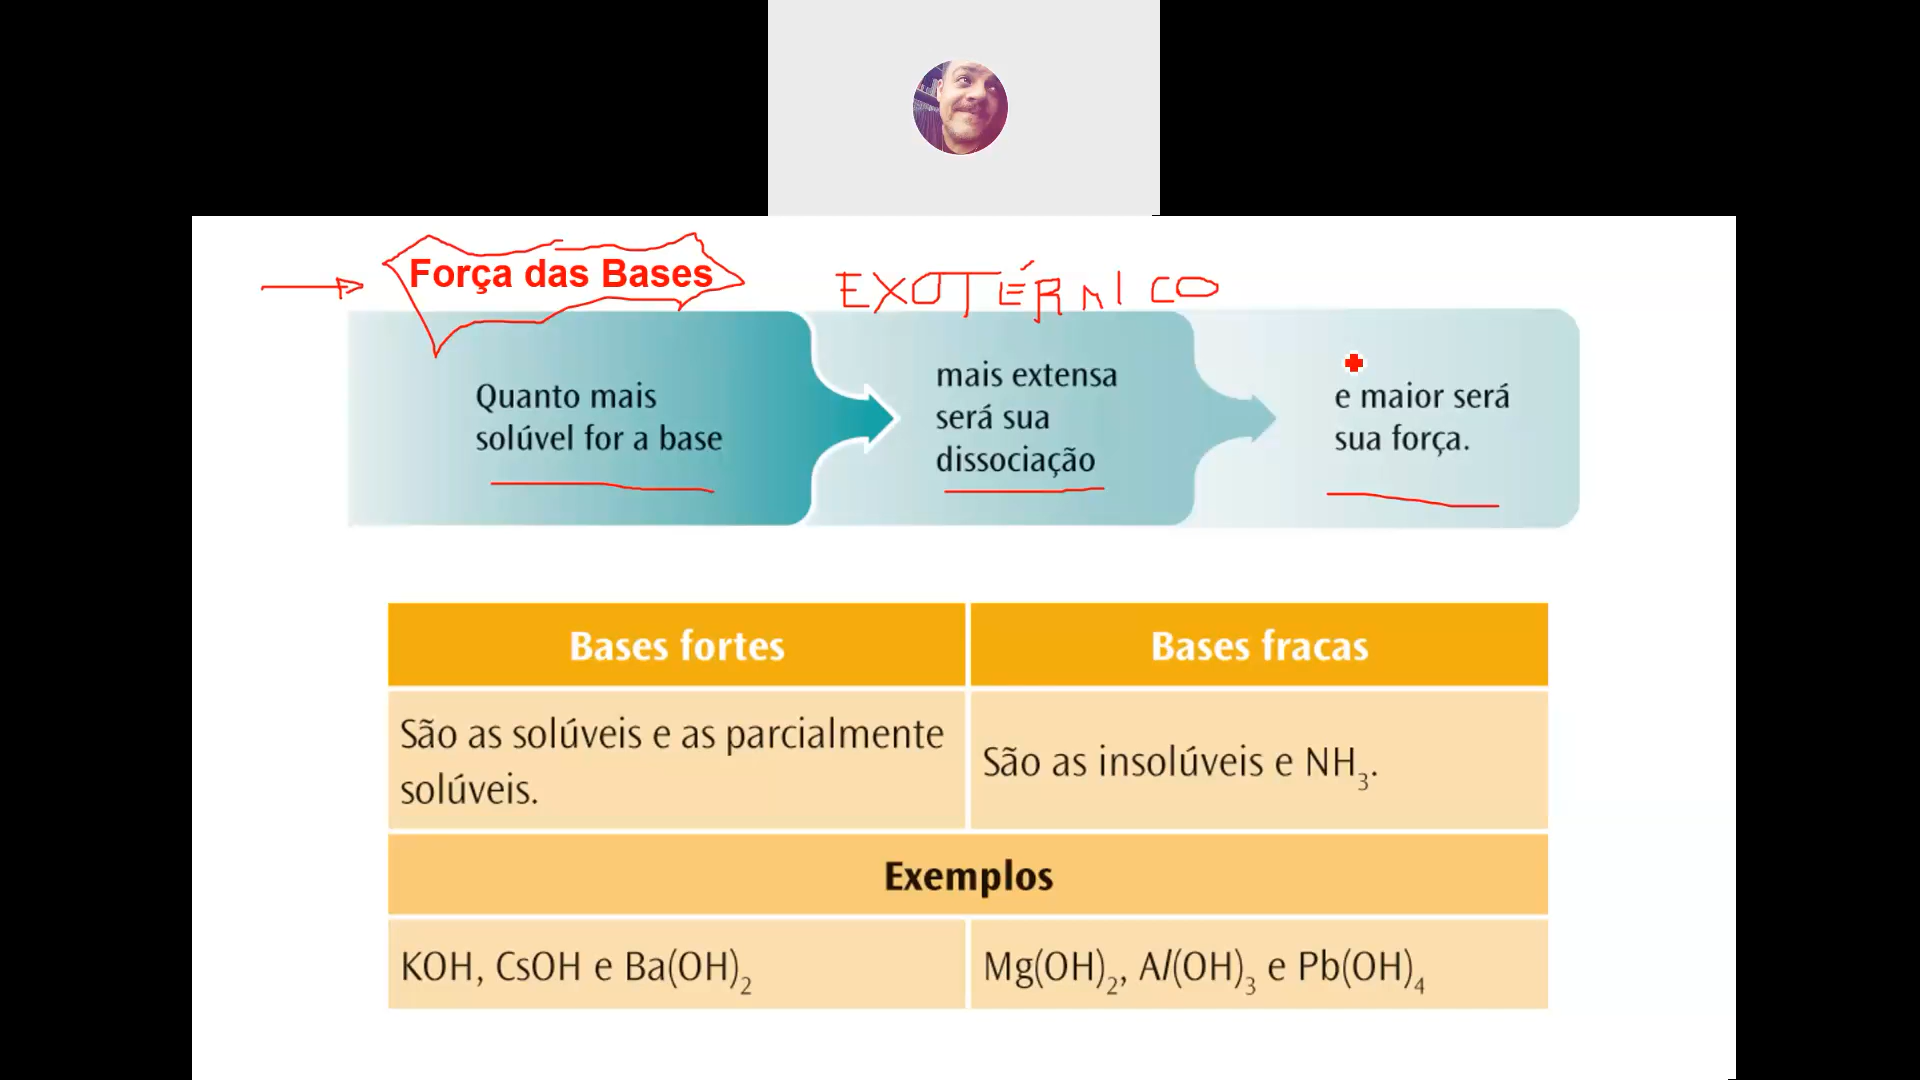 Força das Bases
EXOTÉRMICO
Quanto mais
solúvel for a base
mais extensa
será sua
dissociação
e maior será
sua força.
Bases fortes
Bases fracas
São as solúveis e as parcialmente
solúveis.
São as insolúveis e NH₃.
Exemplos
KOH, CsOH e Ba(OH)₂
Mg(OH)₂, Al(OH)₃ e Pb(OH)₄